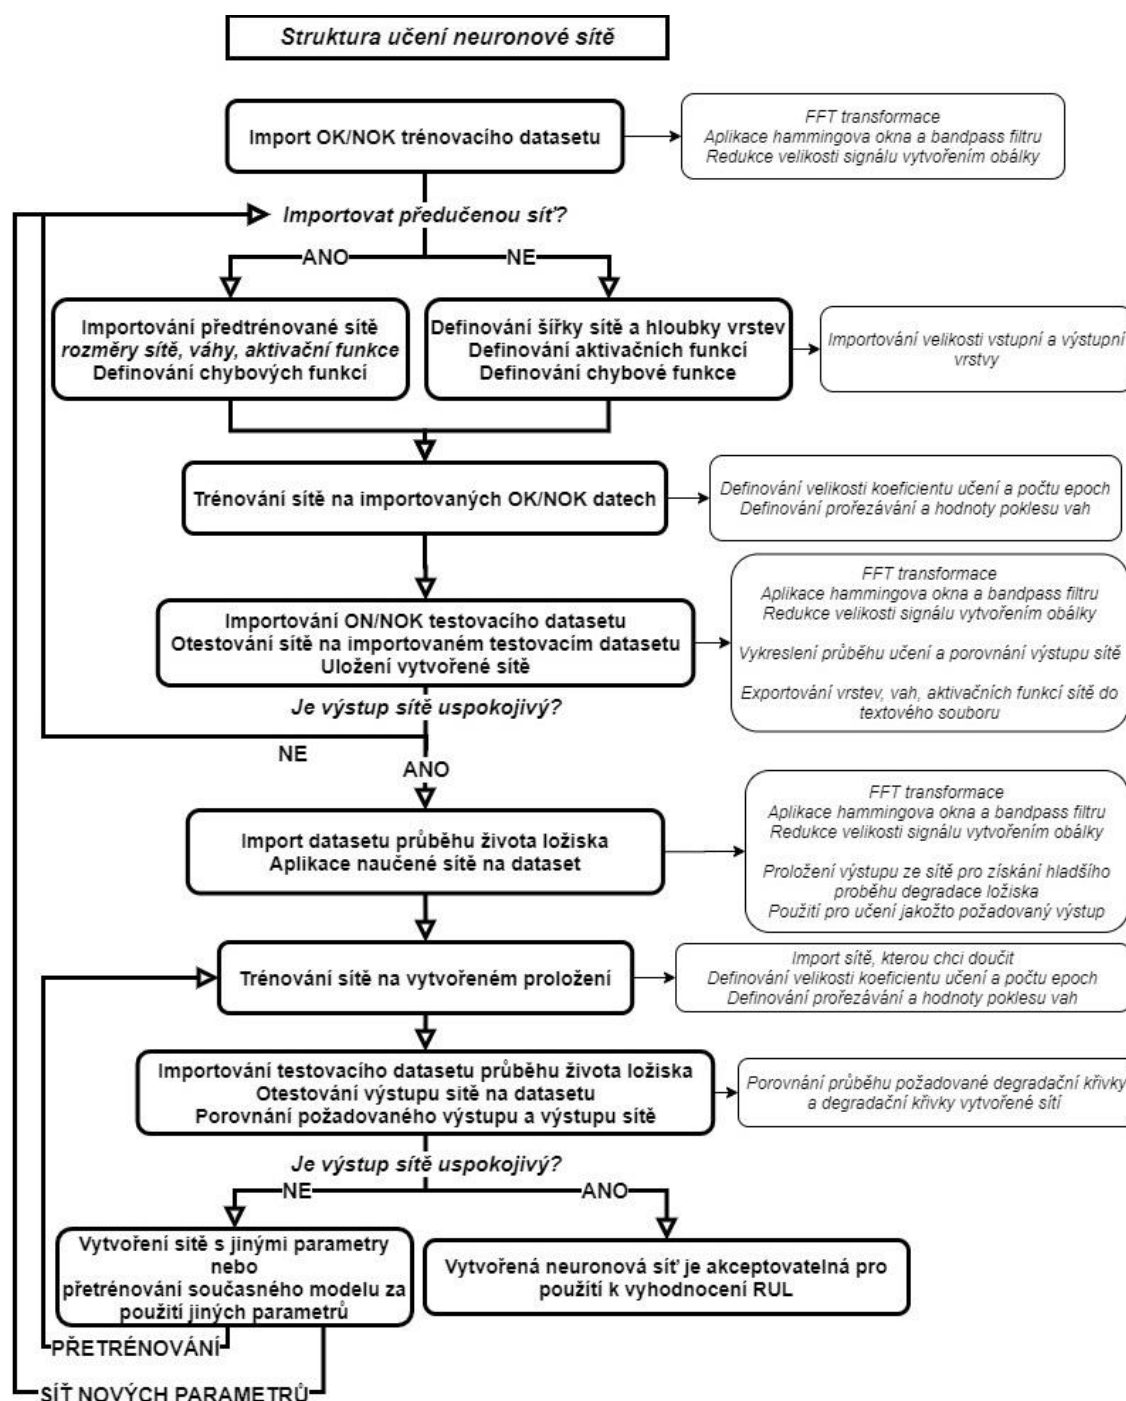 Struktura učení neuronové sítě
Import OK/NOK trénovacího datasetu
FFT transformace
Aplikace hammingova okna a bandpass filtru
Redukce velikosti signálu vytvořením obálky
Importovat předučenou síť?
ANO
NE
Importování předtrénované sítě
rozměry sítě, váhy, aktivační funkce
Definování chybových funkcí
Definování šířky sítě a hloubky vrstev
Definování aktivačních funkcí
Definování chybové funkce
Importování velikosti vstupní a výstupní
vrstvy
Trénování sítě na importovaných OK/NOK datech
Definování velikosti koeficientu učení a počtu epoch
Definování prořezávání a hodnoty poklesu vah
Importování ON/NOK testovacího datasetu
Otestování sítě na importovaném testovacím datasetu
Uložení vytvořené sítě
FFT transformace
Aplikace hammingova okna a bandpass filtru
Redukce velikosti signálu vytvořením obálky
Vykreslení průběhu učení a porovnání výstupu sítě
Exportování vrstev, vah, aktivačních funkcí sítě do
textového souboru
Je výstup sítě uspokojivý?
NE
ANO
Import datasetu průběhu života ložiska
Aplikace naučené sítě na dataset
FFT transformace
Aplikace hammingova okna a bandpass filtru
Redukce velikosti signálu vytvořením obálky
Proložení výstupu ze sítě pro získání hladšího
proběhu degradace ložiska
Použití pro učení jakožto požadovaný výstup
Trénování sítě na vytvořeném proložení
Import sítě, kterou chci doučit
Definování velikosti koeficientu učení a počtu epoch
Definování prořezávání a hodnoty poklesu vah
Importování testovacího datasetu průběhu života ložiska
Otestování výstupu sitě na datasetu
Porovnání požadovaného výstupu a výstupu sítě
Porovnání průběhu požadované degradační křivky
a degradační křivky vytvořené sítí
Je výstup sítě uspokojivý?
NE
ANO
Vytvoření sítě s jinými parametry
nebo
přetrénování současného modelu za
použití jiných parametrů
Vytvořená neuronová síť je akceptovatelná pro
použítí k vyhodnocení RUL
PŘETRÉNOVÁNÍ
SÍŤ NOVÝCH PARAMETRŮ